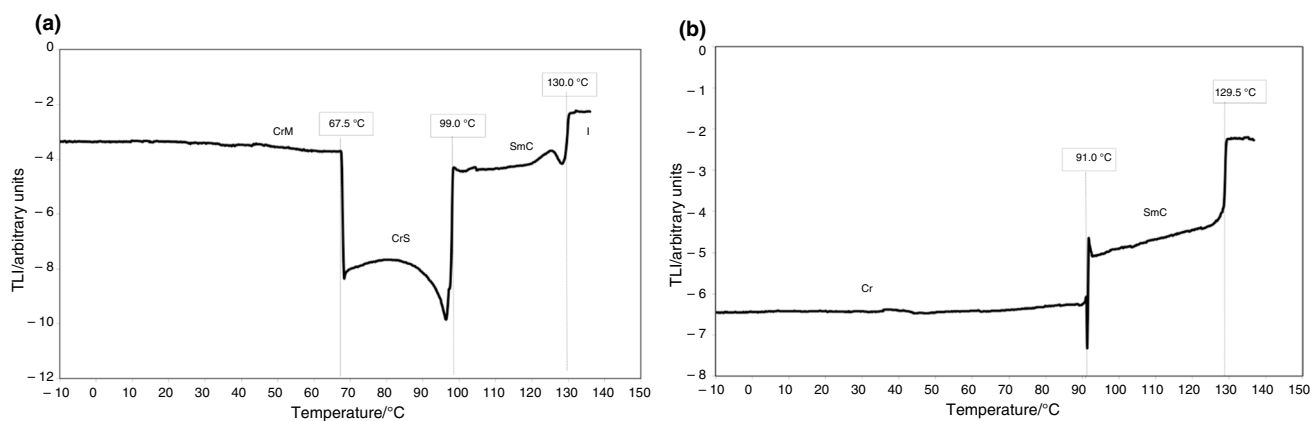 (a)
0
– 2
– 4
– 6
– 8
– 10
– 12
TLI/arbitrary units
CrM
67.5 °C
CrS
99.0 °C
SmC
130.0 °C
I
– 10 0 10 20 30 40 50 60 70 80 90 100 110 120 130 140 150
Temperature/°C
(b)
0
– 1
– 2
– 3
– 4
– 5
– 6
– 7
– 8
TLI/arbitrary units
Cr
91.0 °C
SmC
129.5 °C
– 10 0 10 20 30 40 50 60 70 80 90 100 110 120 130 140 150
Temperature/°C